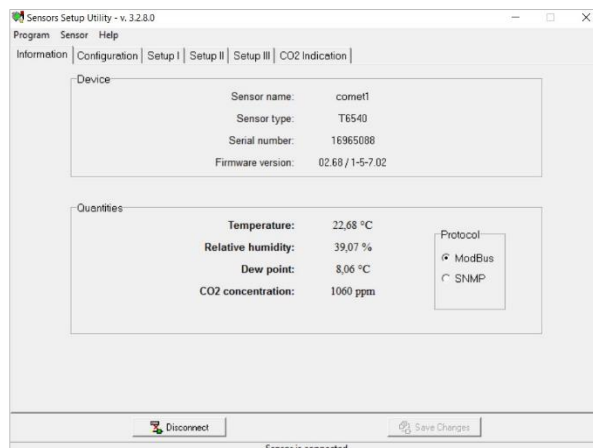 Sensors Setup Utility - v. 3.2.8.0
Program Sensor Help
Information Configuration Setup I Setup II Setup III CO2 Indication
Device
Sensor name: comet1
Sensor type: T6540
Serial number: 16965088
Firmware version: 02.68 / 1-5-7.02
Quantities
Temperature: 22,68 °C
Relative humidity: 39,07 %
Dew point: 8,06 °C
CO2 concentration: 1060 ppm
Protocol
ModBus
SNMP
Disconnect Save Changes
Sensor is connected